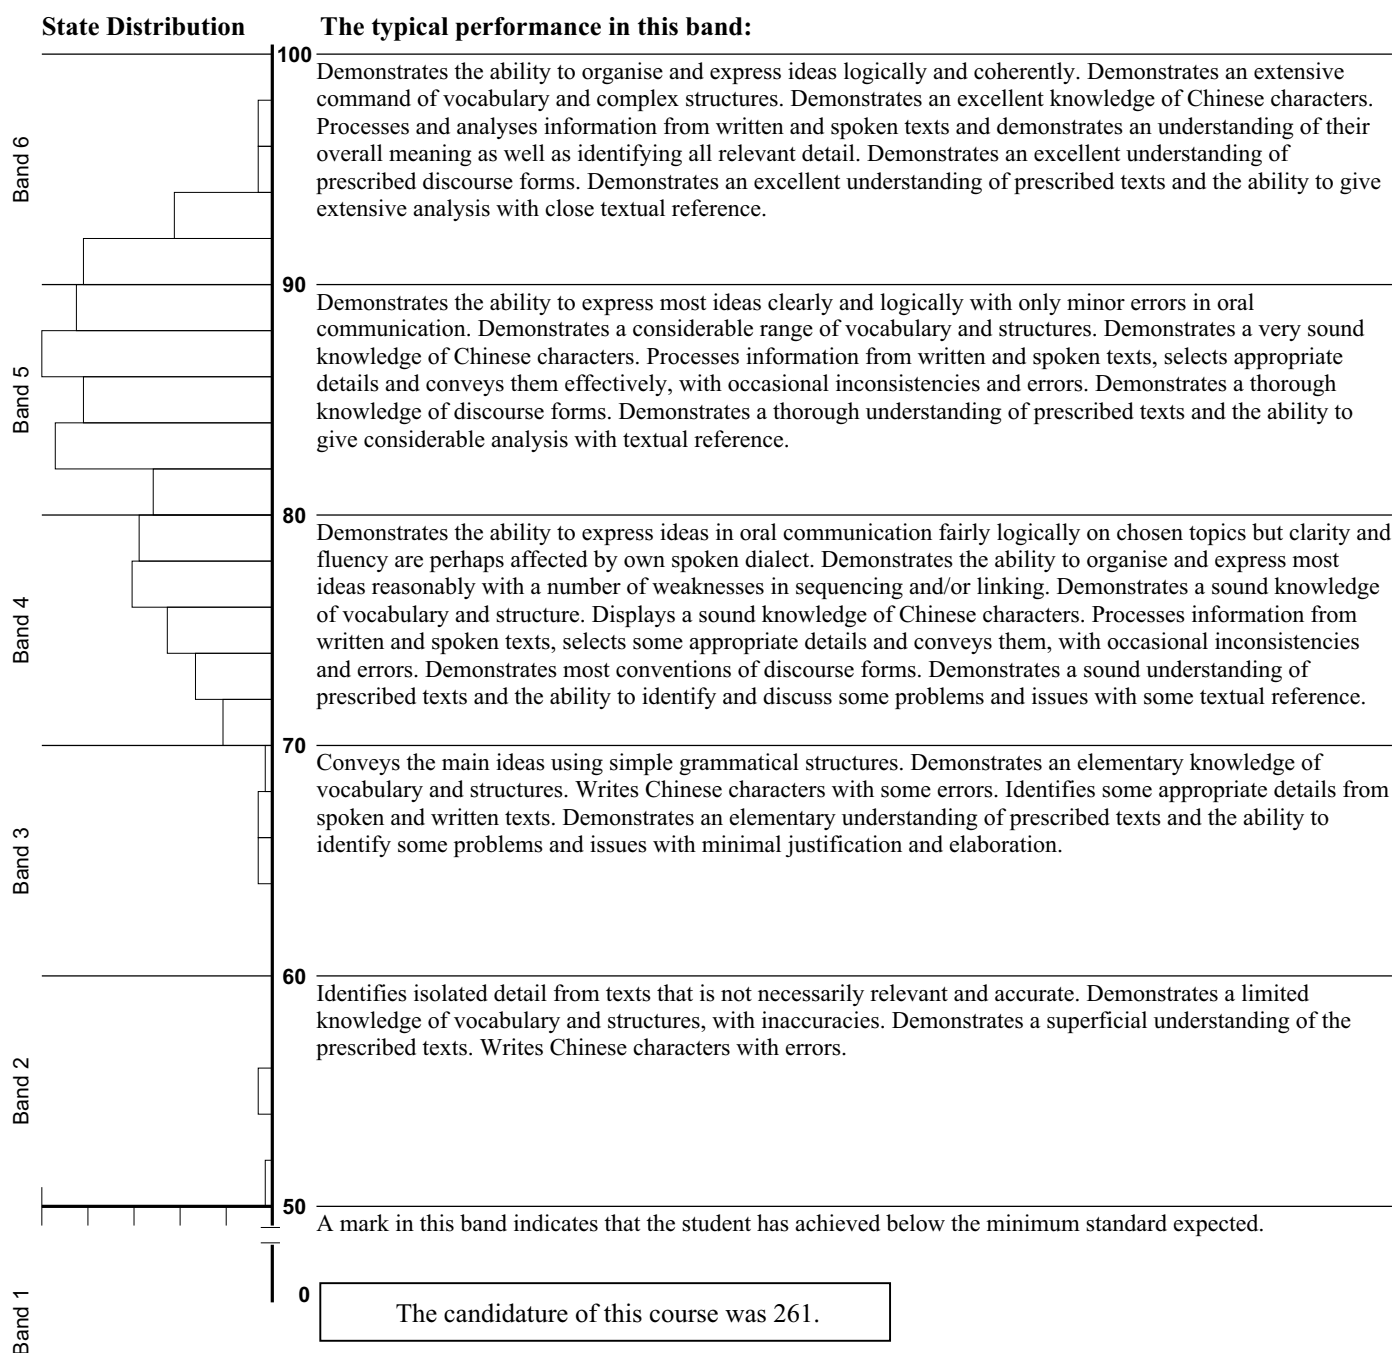 State Distribution
The typical performance in this band:
100
Band 6
Demonstrates the ability to organise and express ideas logically and coherently. Demonstrates an extensive
command of vocabulary and complex structures. Demonstrates an excellent knowledge of Chinese characters.
Processes and analyses information from written and spoken texts and demonstrates an understanding of their
overall meaning as well as identifying all relevant detail. Demonstrates an excellent understanding of
prescribed discourse forms. Demonstrates an excellent understanding of prescribed texts and the ability to give
extensive analysis with close textual reference.
90
Band 5
Demonstrates the ability to express most ideas clearly and logically with only minor errors in oral
communication. Demonstrates a considerable range of vocabulary and structures. Demonstrates a very sound
knowledge of Chinese characters. Processes information from written and spoken texts, selects appropriate
details and conveys them effectively, with occasional inconsistencies and errors. Demonstrates a thorough
knowledge of discourse forms. Demonstrates a thorough understanding of prescribed texts and the ability to
give considerable analysis with textual reference.
80
Band 4
Demonstrates the ability to express ideas in oral communication fairly logically on chosen topics but clarity and
fluency are perhaps affected by own spoken dialect. Demonstrates the ability to organise and express most
ideas reasonably with a number of weaknesses in sequencing and/or linking. Demonstrates a sound knowledge
of vocabulary and structure. Displays a sound knowledge of Chinese characters. Processes information from
written and spoken texts, selects some appropriate details and conveys them, with occasional inconsistencies
and errors. Demonstrates most conventions of discourse forms. Demonstrates a sound understanding of
prescribed texts and the ability to identify and discuss some problems and issues with some textual reference.
70
Band 3
Conveys the main ideas using simple grammatical structures. Demonstrates an elementary knowledge of
vocabulary and structures. Writes Chinese characters with some errors. Identifies some appropriate details from
spoken and written texts. Demonstrates an elementary understanding of prescribed texts and the ability to
identify some problems and issues with minimal justification and elaboration.
60
Band 2
Identifies isolated detail from texts that is not necessarily relevant and accurate. Demonstrates a limited
knowledge of vocabulary and structures, with inaccuracies. Demonstrates a superficial understanding of the
prescribed texts. Writes Chinese characters with errors.
50
A mark in this band indicates that the student has achieved below the minimum standard expected.
Band 1
0
The candidature of this course was 261.